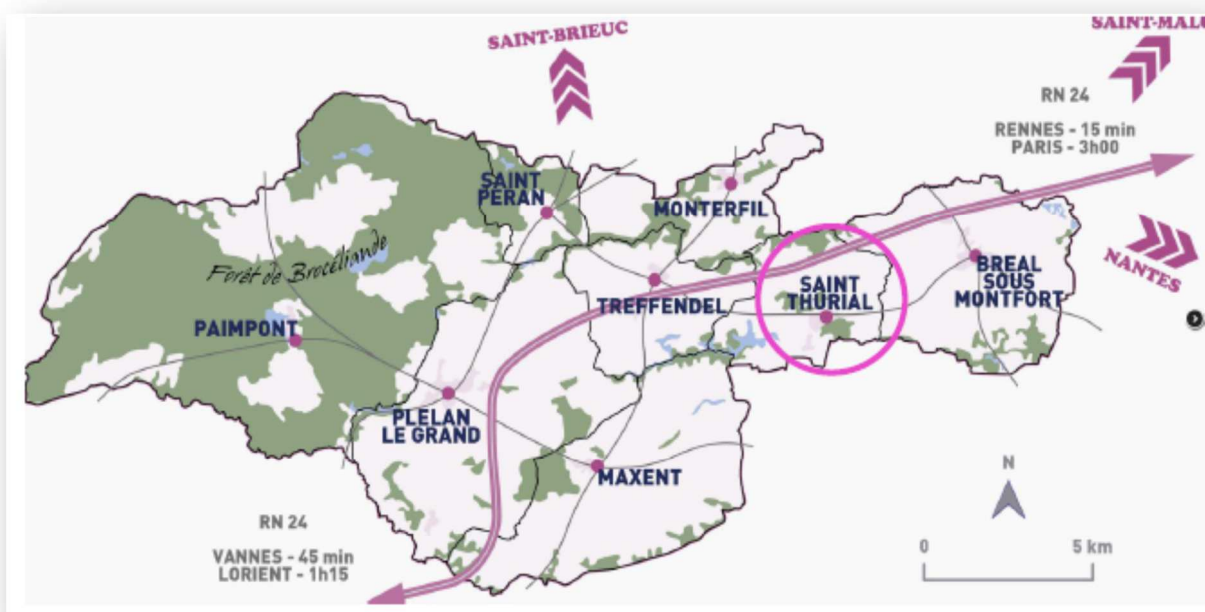 SAINT-BRIEUC
SAINT-MALO
RN 24
RENNES - 15 min
PARIS - 3h00
SAINT
PÉRAN
MONTERFIL
Forêt de Brocéliande
NANTES
BREAL
SOUS
MONTFORT
SAINT
THURIAL
TREFFENDEL
PAIMPONT
PLELAN
LE GRAND
MAXENT
N
RN 24
VANNES - 45 min
LORIENT - 1h15
0
5 km